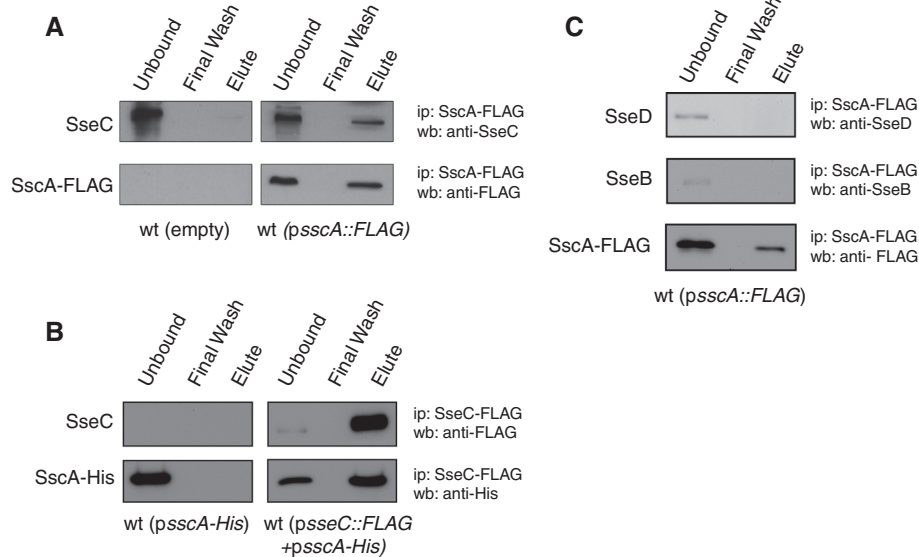 A
Unbound
Final Wash
Elute
Unbound
Final Wash
Elute
SseC
ip: SscA-FLAG
wb: anti-SseC
SscA-FLAG
ip: SscA-FLAG
wb: anti-FLAG
wt (empty)
wt (psscA::FLAG)
B
Unbound
Final Wash
Elute
Unbound
Final Wash
Elute
SseC
ip: SseC-FLAG
wb: anti-FLAG
SscA-His
ip: SseC-FLAG
wb: anti-His
wt (psscA-His)
wt (psseC::FLAG
+psscA-His)
C
Unbound
Final Wash
Elute
SseD
ip: SscA-FLAG
wb: anti-SseD
SseB
ip: SscA-FLAG
wb: anti-SseB
SscA-FLAG
ip: SscA-FLAG
wb: anti- FLAG
wt (psscA::FLAG)